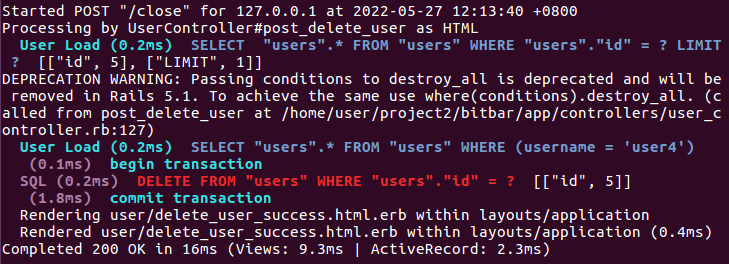 Started POST "/close" for 127.0.0.1 at 2022-05-27 12:13:40 +0800
Processing by UserController#post_delete_user as HTML
  User Load (0.2ms)  SELECT  "users".* FROM "users" WHERE "users"."id" = ? LIMIT
 ?  [["id", 5], ["LIMIT", 1]]
DEPRECATION WARNING: Passing conditions to destroy_all is deprecated and will be
 removed in Rails 5.1. To achieve the same use where(conditions).destroy_all. (c
alled from post_delete_user at /home/user/project2/bitbar/app/controllers/user_c
ontroller.rb:127)
  User Load (0.2ms)  SELECT "users".* FROM "users" WHERE (username = 'user4')
   (0.1ms)  begin transaction
  SQL (0.2ms)  DELETE FROM "users" WHERE "users"."id" = ?  [["id", 5]]
   (1.8ms)  commit transaction
  Rendering user/delete_user_success.html.erb within layouts/application
  Rendered user/delete_user_success.html.erb within layouts/application (0.4ms)
Completed 200 OK in 16ms (Views: 9.3ms | ActiveRecord: 2.3ms)